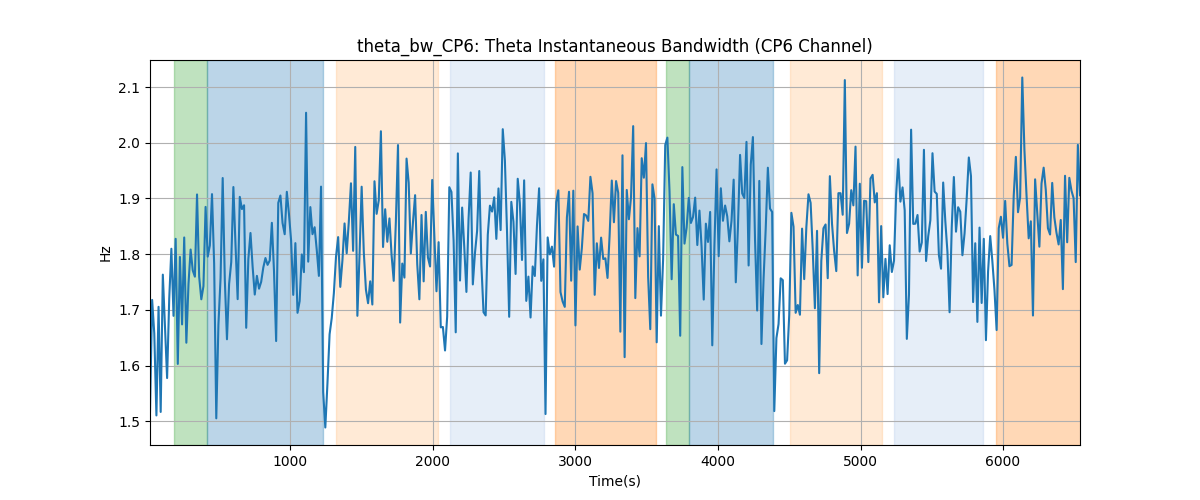 theta_bw_CP6: Theta Instantaneous Bandwidth (CP6 Channel)
2.1
2.0
1.9
1.8
1.7
1.6
1.5
Hz
1000 2000 3000 4000 5000 6000
Time(s)